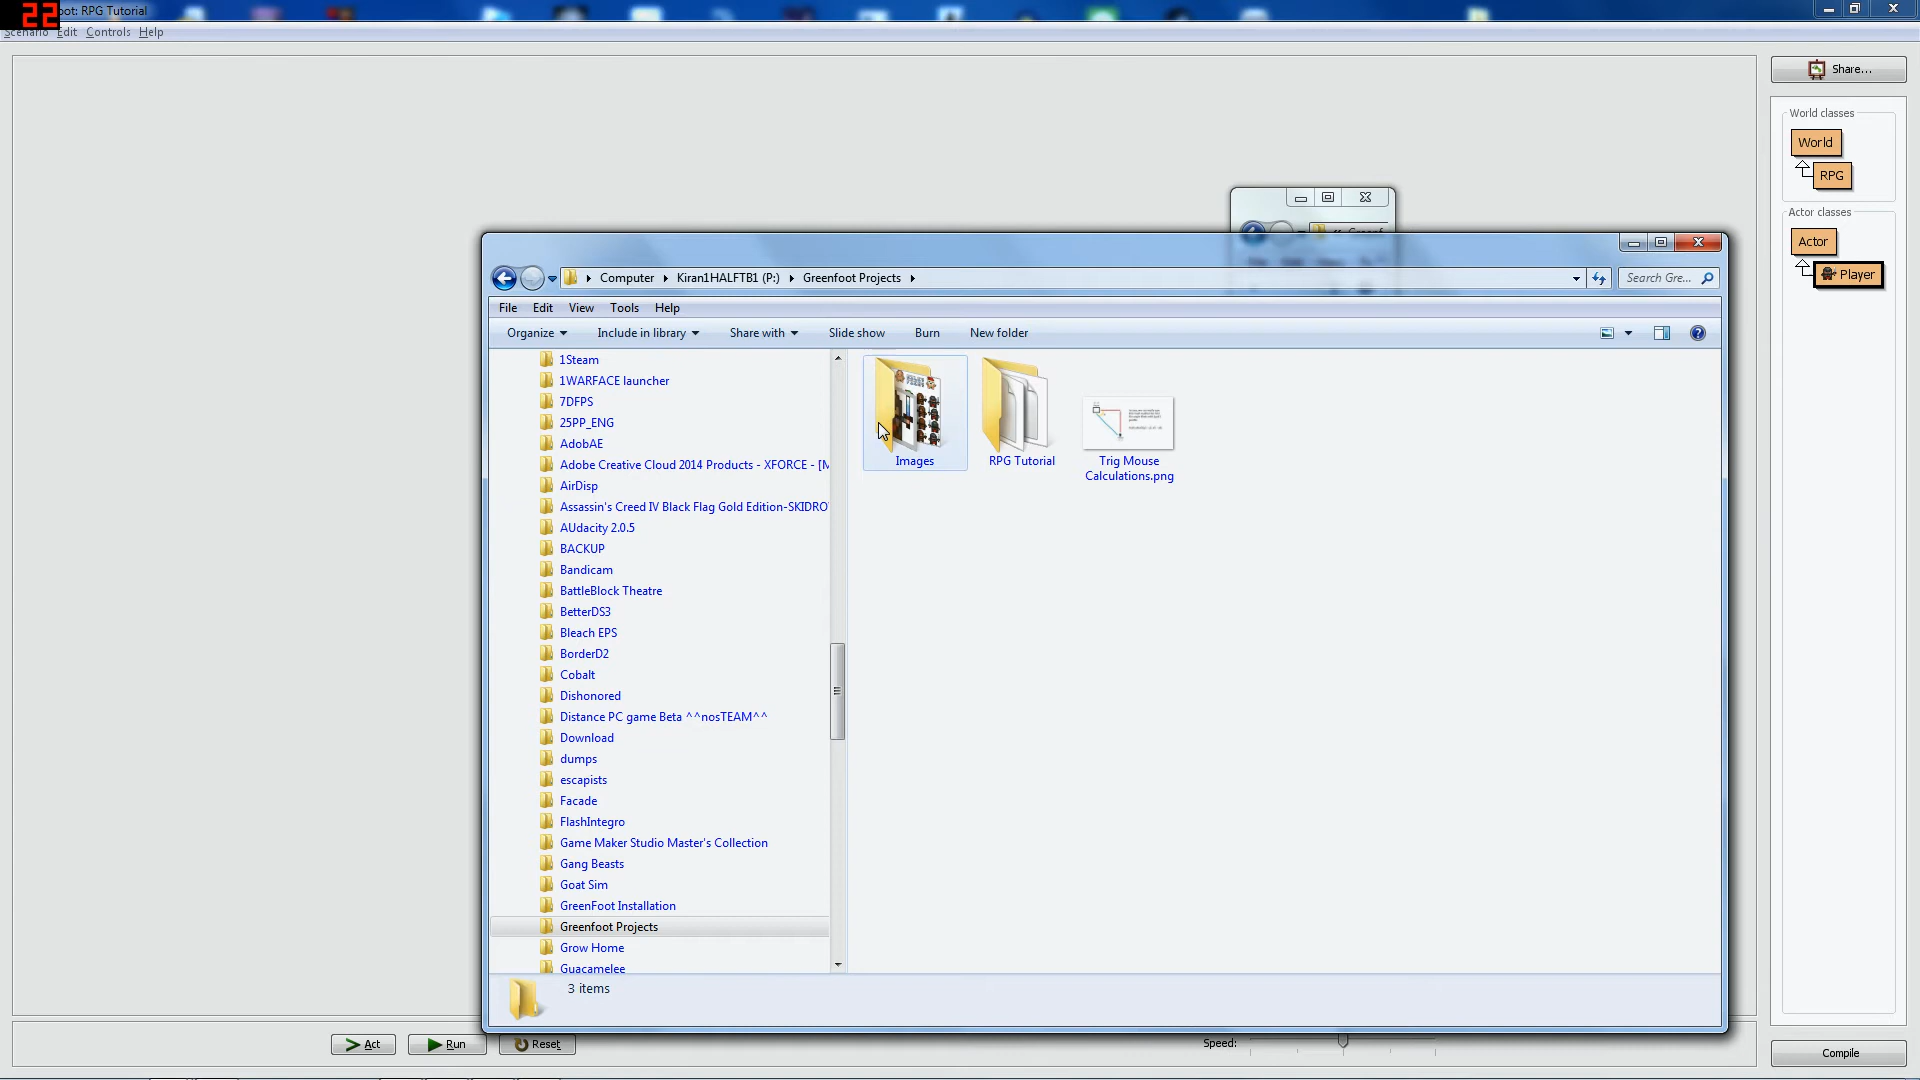 22
oot: RPG Tutorial
Scenario Edit Controls Help
Share...
World classes
World
RPG
Actor classes
Actor
Player
Computer Kiran1HALFTB1 (P:) Greenfoot Projects
Search Gre...
File Edit View Tools Help
Organize Include in library Share with Slide show Burn New folder
1Steam
1WARFACE launcher
7DFPS
25PP_ENG
AdobAE
Adobe Creative Cloud 2014 Products - XFORCE - [M
AirDisp
Assassin's Creed IV Black Flag Gold Edition-SKIDRO
AUdacity 2.0.5
BACKUP
Bandicam
BattleBlock Theatre
BetterDS3
Bleach EPS
BorderD2
Cobalt
Dishonored
Distance PC game Beta ^^nosTEAM^^
Download
dumps
escapists
Facade
FlashIntegro
Game Maker Studio Master's Collection
Gang Beasts
Goat Sim
GreenFoot Installation
Greenfoot Projects
Grow Home
Guacamelee
Images
RPG Tutorial
Trig Mouse
Calculations.png
3 items
Act Run Reset
Speed:
Compile